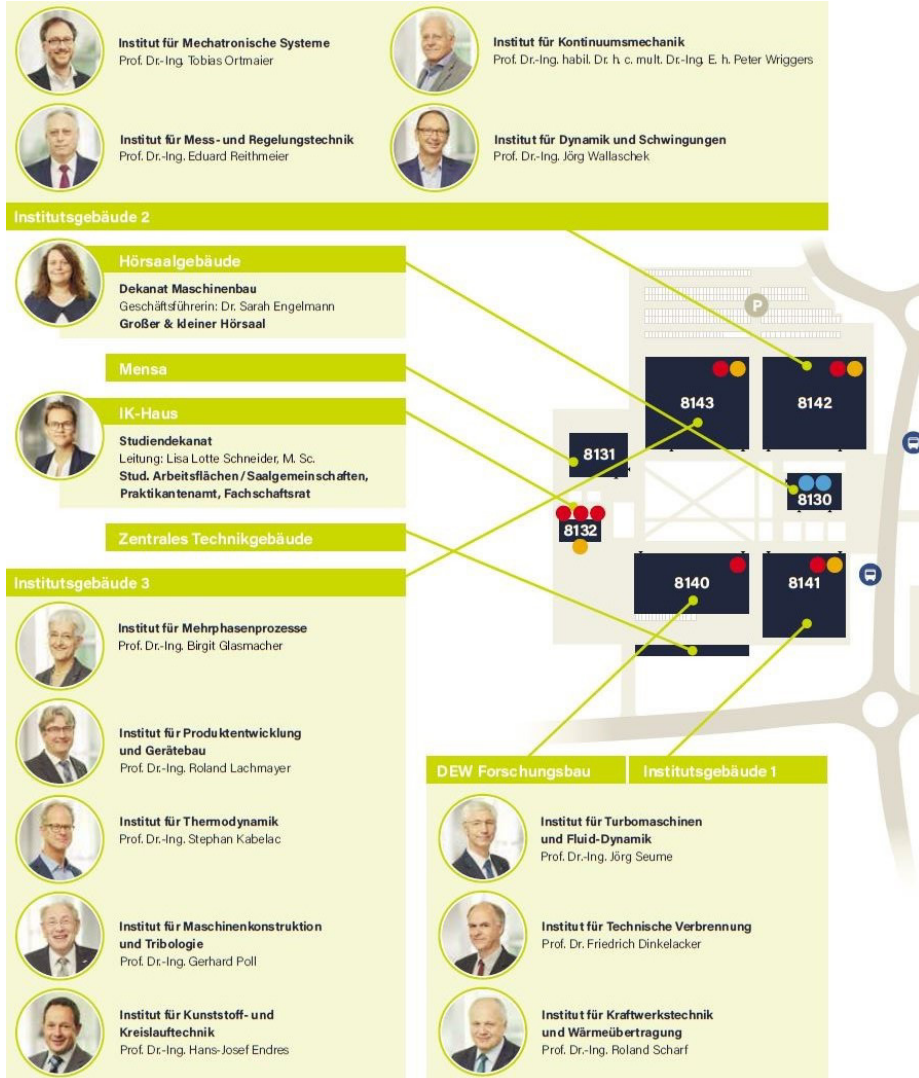 Institut für Mechatronische Systeme
Prof. Dr.-Ing. Tobias Ortmaier
Institut für Kontinuumsmechanik
Prof. Dr.-Ing. habil. Dr. h. c. mult. Dr.-Ing. E. h. Peter Wriggers
Institut für Mess- und Regelungstechnik
Prof. Dr.-Ing. Eduard Reithmeier
Institut für Dynamik und Schwingungen
Prof. Dr.-Ing. Jörg Wallaschek
Institutsgebäude 2
Hörsaalgebäude
Dekanat Maschinenbau
Geschäftsführerin: Dr. Sarah Engelmann
Großer & kleiner Hörsaal
Mensa
IK-Haus
Studiendekanat
Leitung: Lisa Lotte Schneider, M. Sc.
Stud. Arbeitsflächen / Saalgemeinschaften,
Praktikantenamt, Fachschaftsrat
Zentrales Technikgebäude
P
8143
8142
8131
8130
8132
8140
8141
Institutsgebäude 3
Institut für Mehrphasenprozesse
Prof. Dr.-Ing. Birgit Glasmacher
Institut für Produktentwicklung
und Gerätebau
Prof. Dr.-Ing. Roland Lachmayer
Institut für Thermodynamik
Prof. Dr.-Ing. Stephan Kabelac
Institut für Maschinenkonstruktion
und Tribologie
Prof. Dr.-Ing. Gerhard Poll
Institut für Kunststoff- und
Kreislauftechnik
Prof. Dr.-Ing. Hans-Josef Endres
DEW Forschungsbau
Institutsgebäude 1
Institut für Turbomaschinen
und Fluid-Dynamik
Prof. Dr.-Ing. Jörg Seume
Institut für Technische Verbrennung
Prof. Dr. Friedrich Dinkelacker
Institut für Kraftwerkstechnik
und Wärmeübertragung
Prof. Dr.-Ing. Roland Scharf